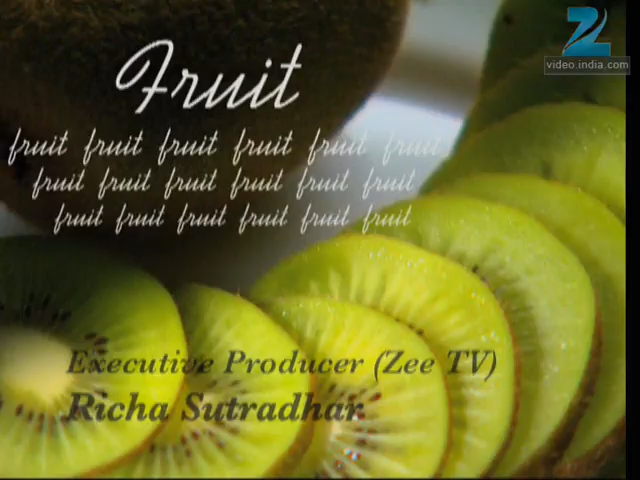 Z
video.india.com
Fruit
fruit fruit fruit fruit fruit fruit
fruit fruit fruit fruit fruit fruit
fruit fruit fruit fruit fruit fruit
Executive Producer (Zee TV)
Richa Sutradhar